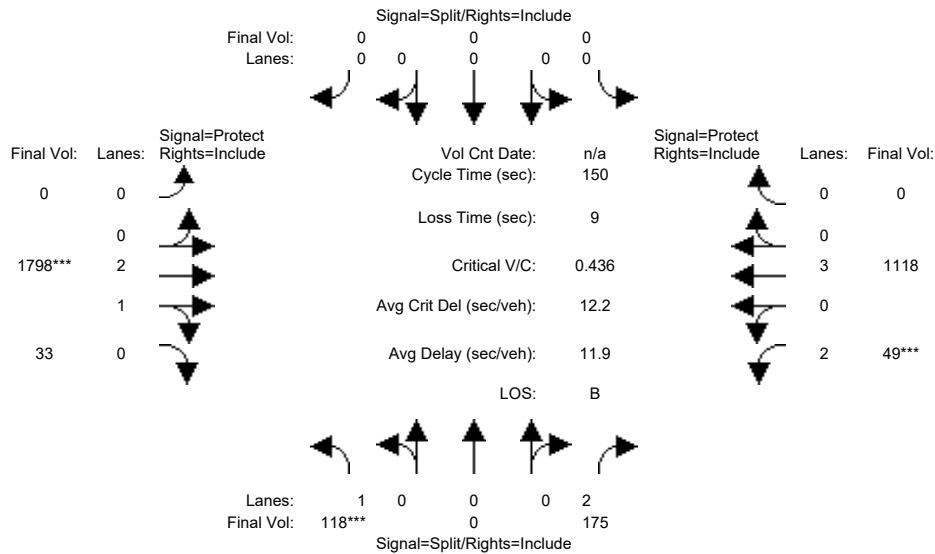 Signal=Split/Rights=Include
Final Vol: 0 0 0
Lanes: 0 0 0 0 0
Signal=Protect Signal=Protect
Final Vol: Lanes: Rights=Include Vol Cnt Date: n/a Rights=Include Lanes: Final Vol:
Cycle Time (sec): 150
0 0 0 0
Loss Time (sec): 9
0 0
1798*** 2 Critical V/C: 0.436 3 1118
1 Avg Crit Del (sec/veh): 12.2 0
33 0 Avg Delay (sec/veh): 11.9 2 49***
LOS: B
Lanes: 1 0 0 0 2
Final Vol: 118*** 0 175
Signal=Split/Rights=Include